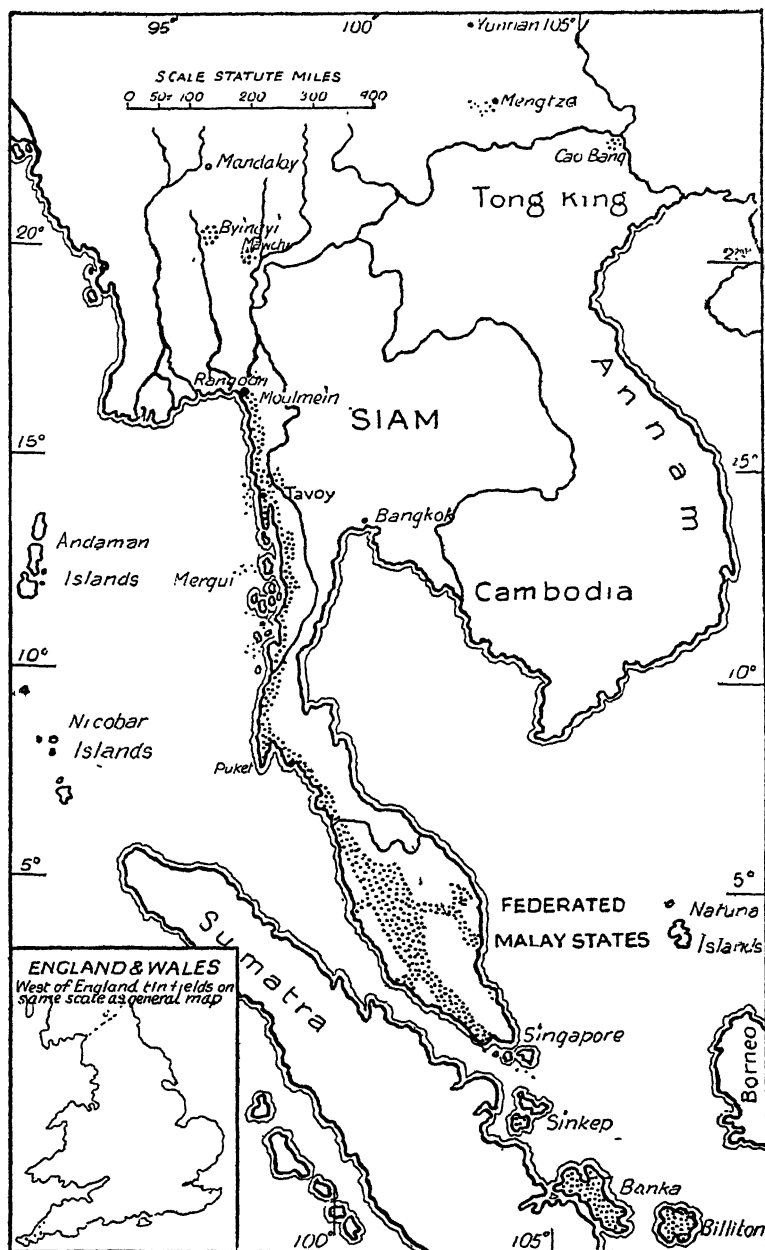 95° 100° Yunnan 105°
SCALE STATUTE MILES
0 50 100 200 300 400
Mengtze
Mandalay
Cao Bang
Tong King
Byingyi
Mawchi
20°
Annam
Rangoon
Moulmein
SIAM
15°
15°
Tavoy
Bangkok
Andaman
Islands
Mergui
Cambodia
10°
10°
Nicobar
Islands
Puket
5°
5°
FEDERATED
MALAY STATES
Natuna
Islands
Sumatra
ENGLAND & WALES
West of England tin fields on
same scale as general map
Singapore
Borneo
Sinkep
Banka
Billiton
100° 105°